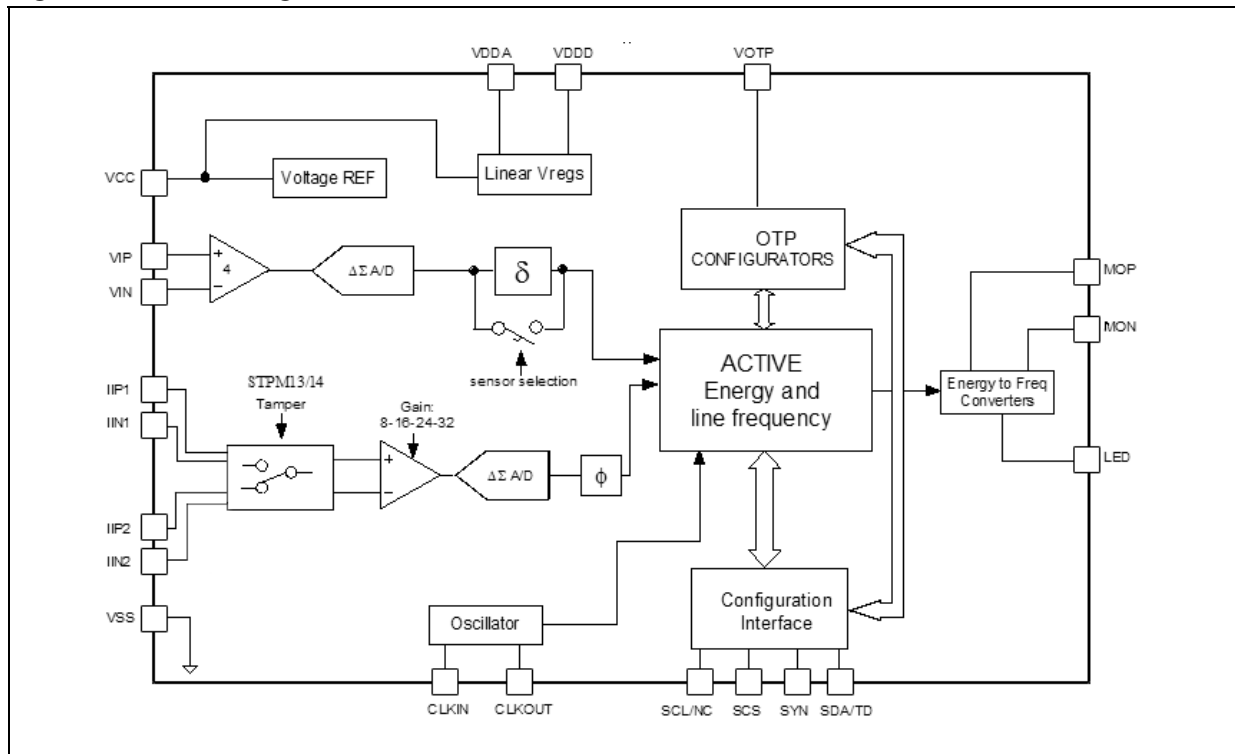 VDDA
VDDD
VOTP
VCC
Voltage REF
Linear Vregs
OTP
CONFIGURATORS
VIP
VIN
+
4
−
ΔΣ A/D
δ
MOP
MON
sensor selection
ACTIVE
Energy and
line frequency
Energy to Freq
Converters
IIP1
IIN1
STPM13/14
Tamper
Gain:
8-16-24-32
+
−
ΔΣ A/D
ϕ
LED
IIP2
IIN2
VSS
Oscillator
Configuration
Interface
CLKIN
CLKOUT
SCL/NC
SCS
SYN
SDA/TD